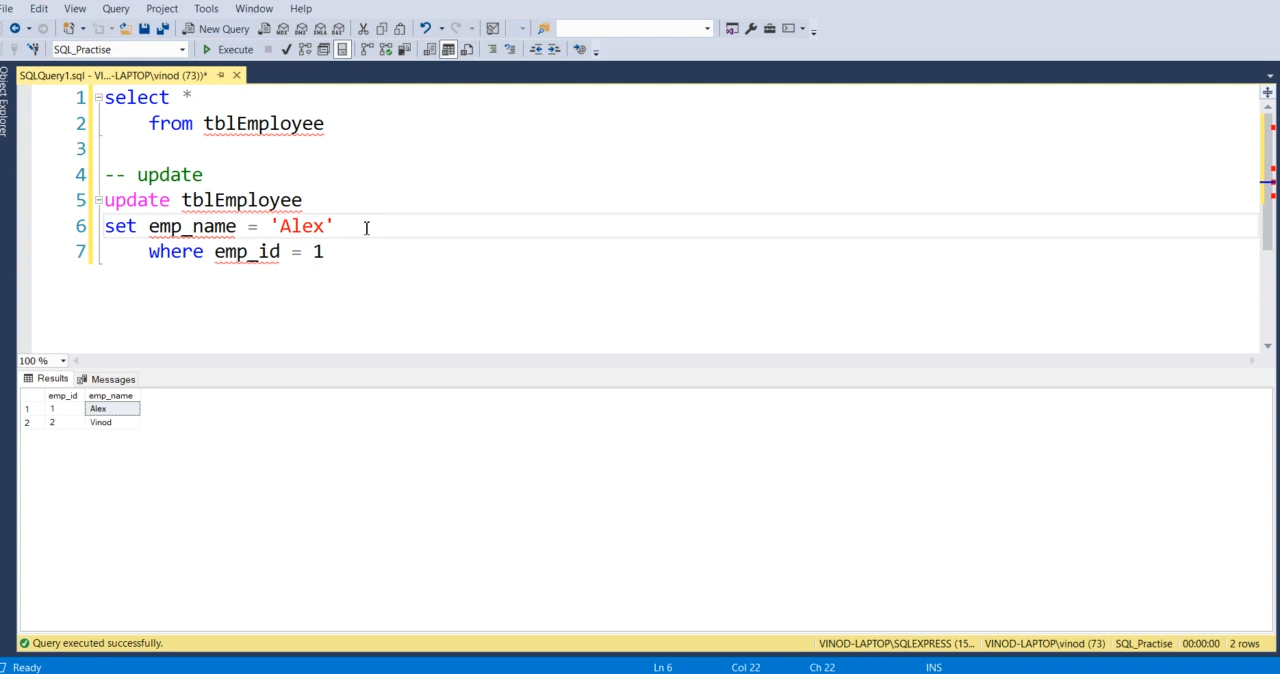 File Edit View Query Project Tools Window Help
New Query
SQL_Practise Execute
Object Explorer
SQLQuery1.sql - VI...-LAPTOP\vinod (73))*
1 select *
2 from tblEmployee
3
4 -- update
5 update tblEmployee
6 set emp_name = 'Alex'
7 where emp_id = 1
100 %
Results Messages
emp_id emp_name
1 1 Alex
2 2 Vinod
Query executed successfully. VINOD-LAPTOP\SQLEXPRESS (15... VINOD-LAPTOP\vinod (73) SQL_Practise 00:00:00 2 rows
Ready Ln 6 Col 22 Ch 22 INS